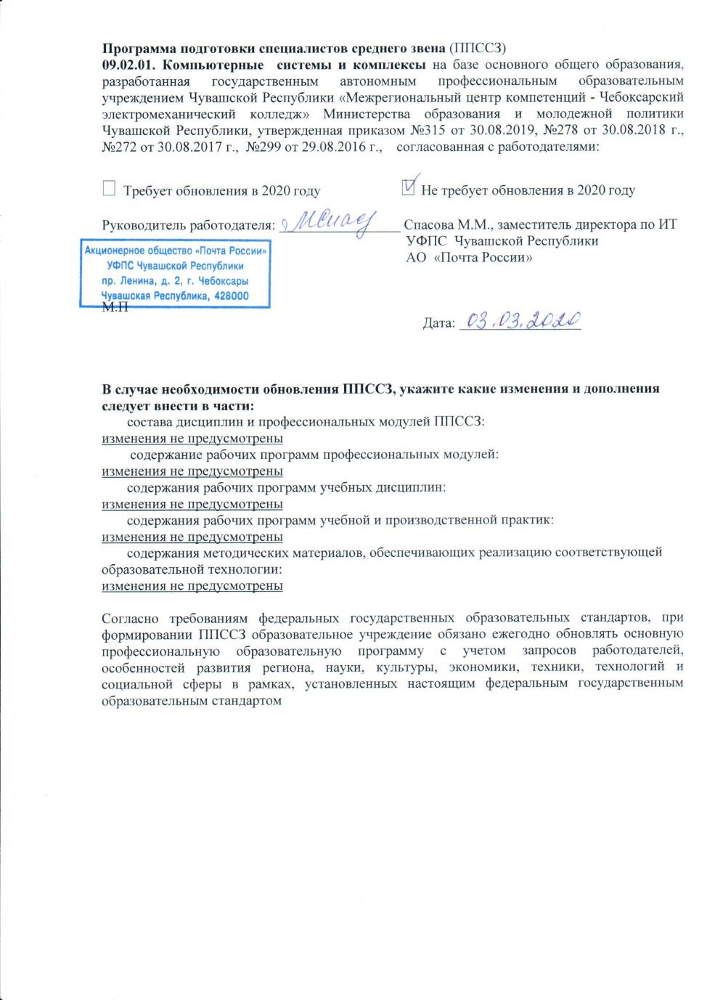 Программа подготовки специалистов среднего звена (ППССЗ)
09.02.01. Компьютерные системы и комплексы на базе основного общего образования,
разработанная государственным автономным профессиональным образовательным
учреждением Чувашской Республики «Межрегиональный центр компетенций - Чебоксарский
электромеханический колледж» Министерства образования и молодежной политики
Чувашской Республики, утвержденная приказом №315 от 30.08.2019, №278 от 30.08.2018 г.,
№272 от 30.08.2017 г., №299 от 29.08.2016 г., согласованная с работодателями:
☐ Требует обновления в 2020 году ☑ Не требует обновления в 2020 году
Руководитель работодателя: ________________ Спасова М.М., заместитель директора по ИТ
УФПС Чувашской Республики
АО «Почта России»
Акционерное общество «Почта России»
УФПС Чувашской Республики
пр. Ленина, д. 2, г. Чебоксары
Чувашская Республика, 428000
М.П
Дата: 03.03.2020
В случае необходимости обновления ППССЗ, укажите какие изменения и дополнения
следует внести в части:
состава дисциплин и профессиональных модулей ППССЗ:
изменения не предусмотрены
содержание рабочих программ профессиональных модулей:
изменения не предусмотрены
содержания рабочих программ учебных дисциплин:
изменения не предусмотрены
содержания рабочих программ учебной и производственной практик:
изменения не предусмотрены
содержания методических материалов, обеспечивающих реализацию соответствующей
образовательной технологии:
изменения не предусмотрены
Согласно требованиям федеральных государственных образовательных стандартов, при
формировании ППССЗ образовательное учреждение обязано ежегодно обновлять основную
профессиональную образовательную программу с учетом запросов работодателей,
особенностей развития региона, науки, культуры, экономики, техники, технологий и
социальной сферы в рамках, установленных настоящим федеральным государственным
образовательным стандартом